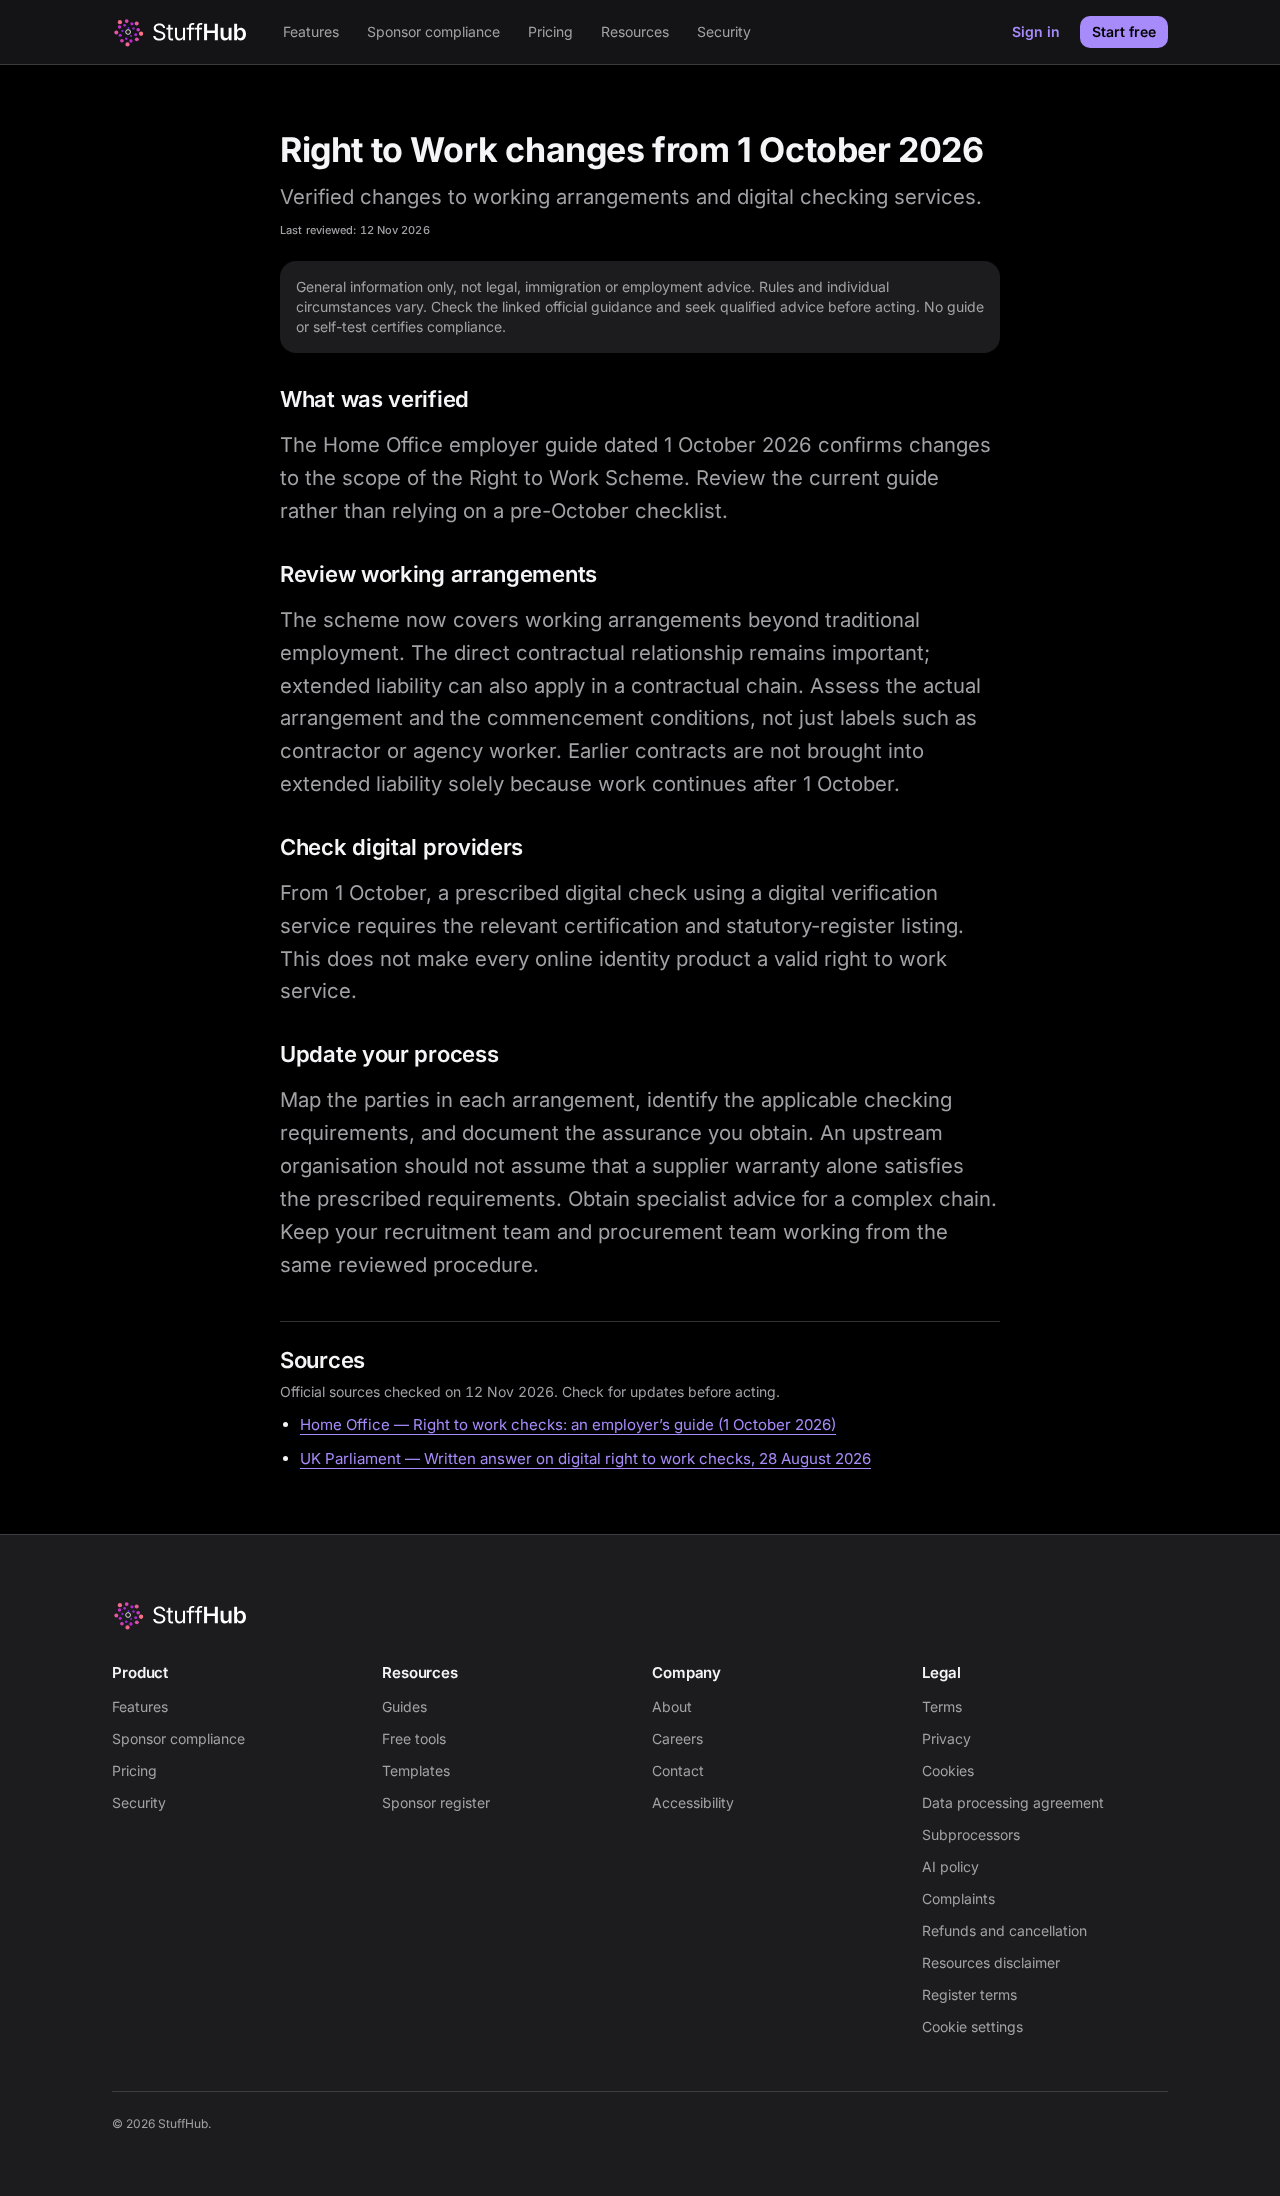 StuffHub
Features
Sponsor compliance
Pricing
Resources
Security
Sign in
Start free
Right to Work changes from 1 October 2026
Verified changes to working arrangements and digital checking services.
Last reviewed: 12 Nov 2026
General information only, not legal, immigration or employment advice. Rules and individual
circumstances vary. Check the linked official guidance and seek qualified advice before acting. No guide
or self-test certifies compliance.
What was verified
The Home Office employer guide dated 1 October 2026 confirms changes
to the scope of the Right to Work Scheme. Review the current guide
rather than relying on a pre-October checklist.
Review working arrangements
The scheme now covers working arrangements beyond traditional
employment. The direct contractual relationship remains important;
extended liability can also apply in a contractual chain. Assess the actual
arrangement and the commencement conditions, not just labels such as
contractor or agency worker. Earlier contracts are not brought into
extended liability solely because work continues after 1 October.
Check digital providers
From 1 October, a prescribed digital check using a digital verification
service requires the relevant certification and statutory-register listing.
This does not make every online identity product a valid right to work
service.
Update your process
Map the parties in each arrangement, identify the applicable checking
requirements, and document the assurance you obtain. An upstream
organisation should not assume that a supplier warranty alone satisfies
the prescribed requirements. Obtain specialist advice for a complex chain.
Keep your recruitment team and procurement team working from the
same reviewed procedure.
Sources
Official sources checked on 12 Nov 2026. Check for updates before acting.
• Home Office — Right to work checks: an employer’s guide (1 October 2026)
• UK Parliament — Written answer on digital right to work checks, 28 August 2026
StuffHub
Product
Features
Sponsor compliance
Pricing
Security
Resources
Guides
Free tools
Templates
Sponsor register
Company
About
Careers
Contact
Accessibility
Legal
Terms
Privacy
Cookies
Data processing agreement
Subprocessors
AI policy
Complaints
Refunds and cancellation
Resources disclaimer
Register terms
Cookie settings
© 2026 StuffHub.